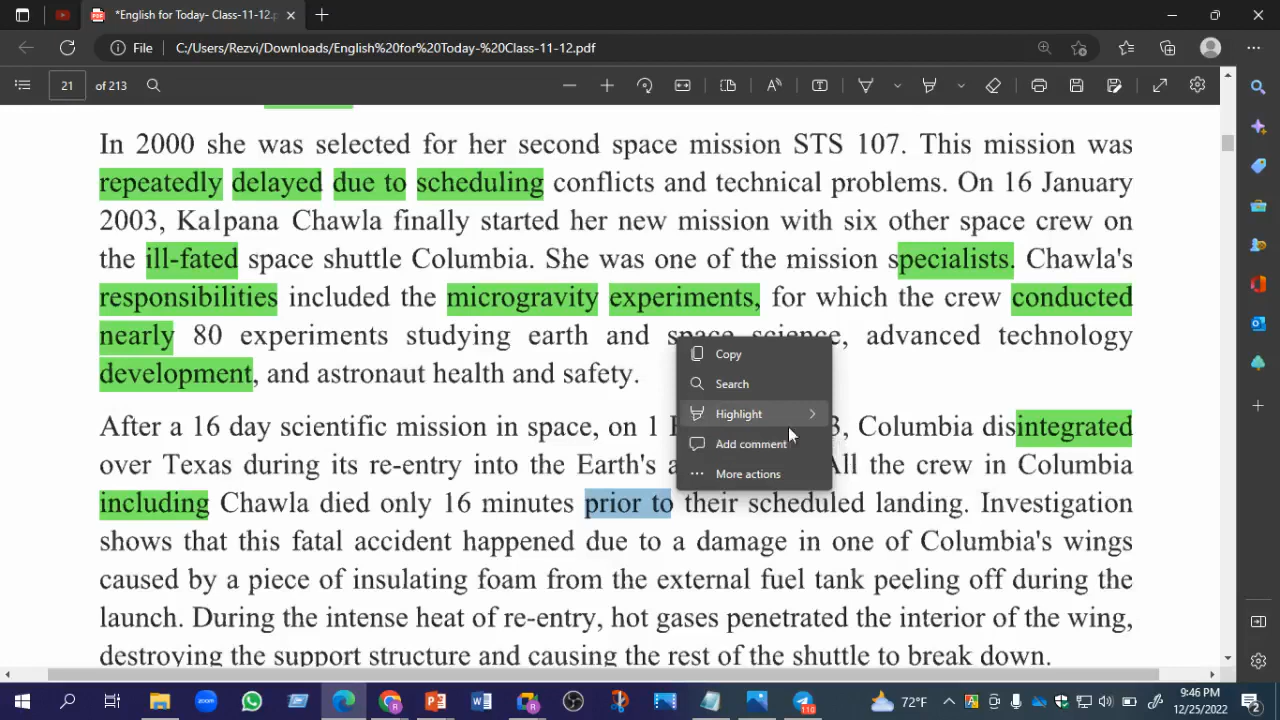 *English for Today- Class-11-12.p
File C:/Users/Rezvi/Downloads/English%20for%20Today-%20Class-11-12.pdf
21 of 213
In 2000 she was selected for her second space mission STS 107. This mission was
repeatedly delayed due to scheduling conflicts and technical problems. On 16 January
2003, Kalpana Chawla finally started her new mission with six other space crew on
the ill-fated space shuttle Columbia. She was one of the mission specialists. Chawla's
responsibilities included the microgravity experiments, for which the crew conducted
nearly 80 experiments studying earth and space science, advanced technology
development, and astronaut health and safety.
Copy
Search
Highlight
Add comment
More actions
After a 16 day scientific mission in space, on 1 3, Columbia disintegrated
over Texas during its re-entry into the Earth's a All the crew in Columbia
including Chawla died only 16 minutes prior to their scheduled landing. Investigation
shows that this fatal accident happened due to a damage in one of Columbia's wings
caused by a piece of insulating foam from the external fuel tank peeling off during the
launch. During the intense heat of re-entry, hot gases penetrated the interior of the wing,
destroying the support structure and causing the rest of the shuttle to break down.
zoom
116
72°F
9:46 PM
12/25/2022
2